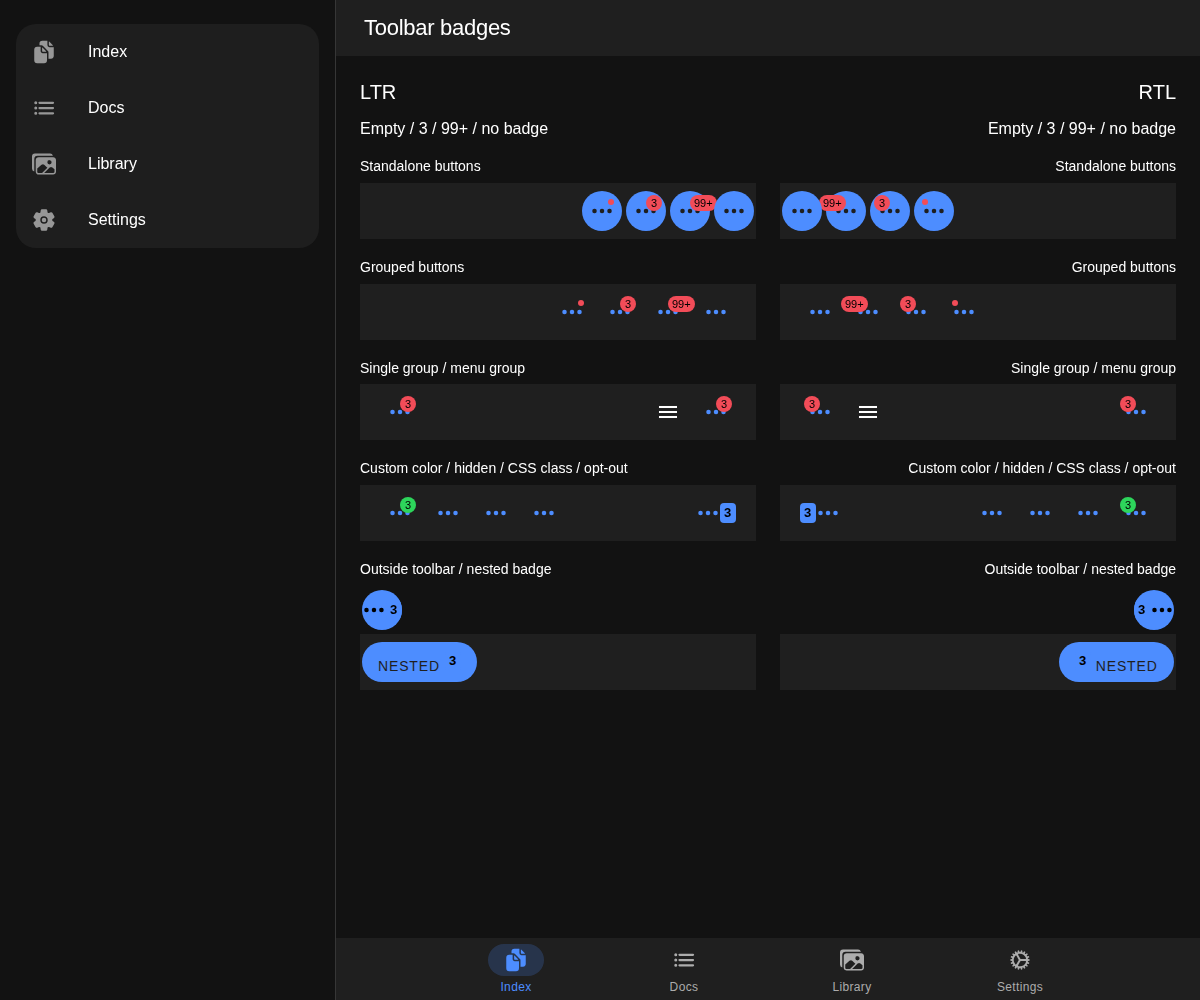 Toolbar badges
Index
Docs
Library
Settings
LTR
RTL
Empty / 3 / 99+ / no badge
Empty / 3 / 99+ / no badge
Standalone buttons
Standalone buttons
3 99+
99+ 3
Grouped buttons
Grouped buttons
3 99+
99+ 3
Single group / menu group
Single group / menu group
3 3
3 3
Custom color / hidden / CSS class / opt-out
Custom color / hidden / CSS class / opt-out
3 3
3 3
Outside toolbar / nested badge
Outside toolbar / nested badge
3
3
NESTED 3
3 NESTED
Index
Docs
Library
Settings